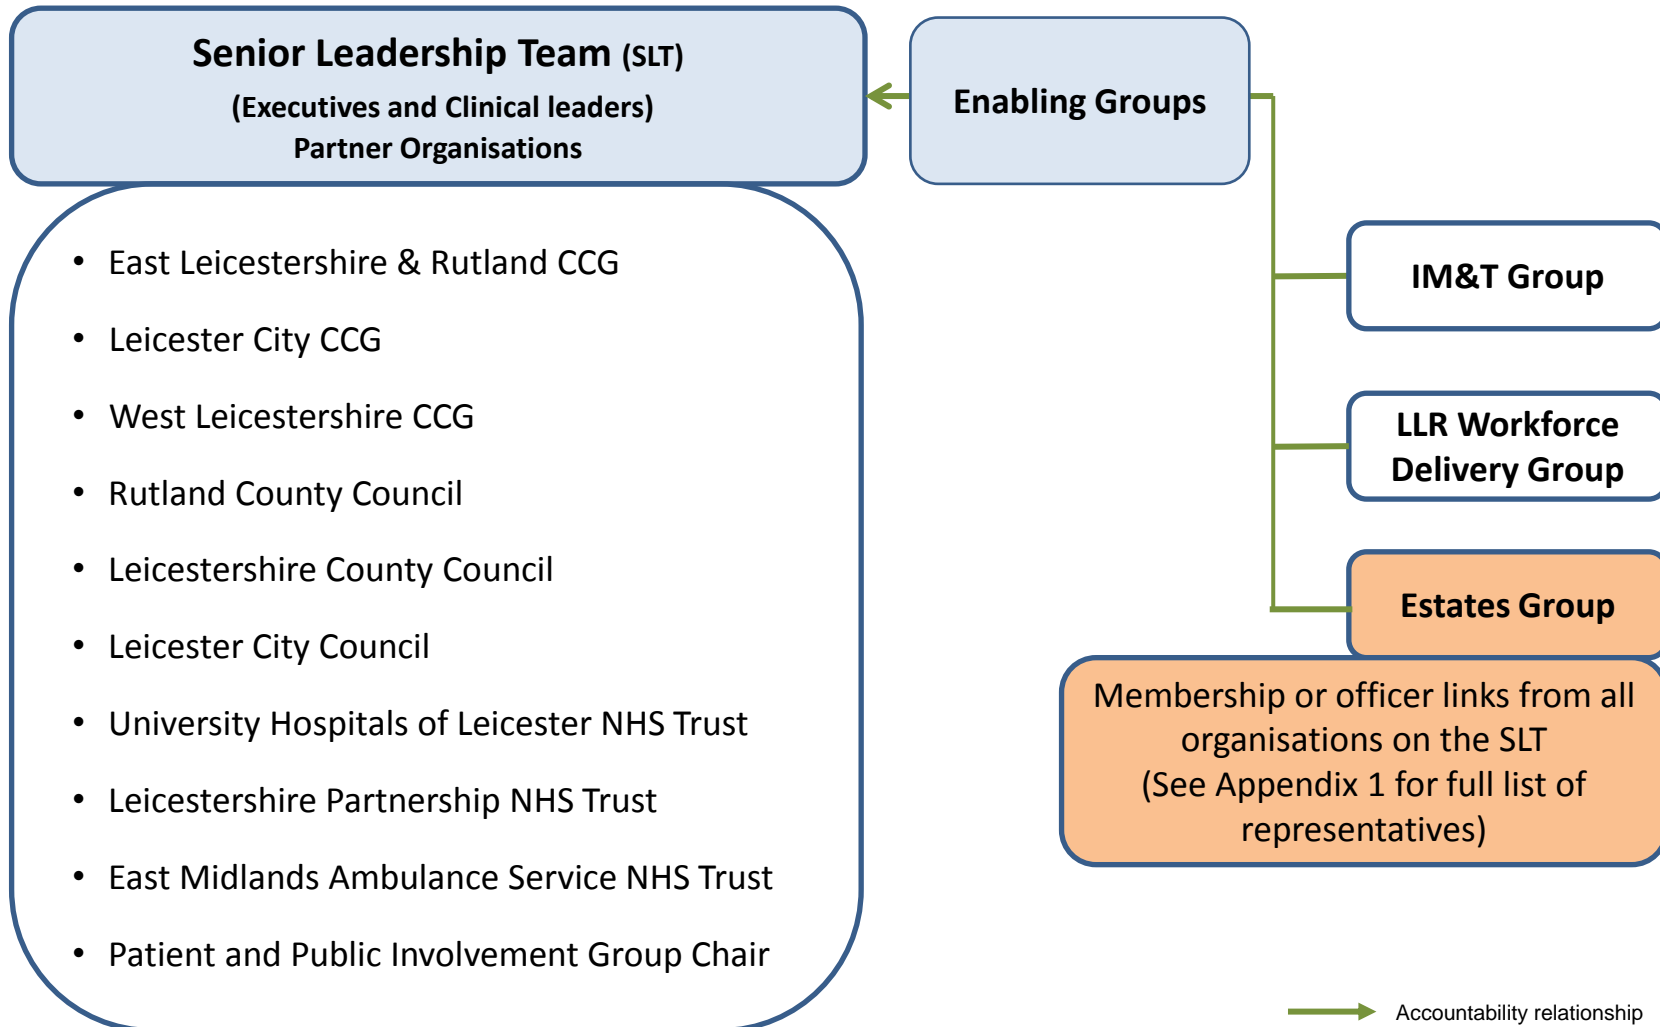 Senior Leadership Team (SLT)
(Executives and Clinical leaders)
Partner Organisations
• East Leicestershire & Rutland CCG
• Leicester City CCG
• West Leicestershire CCG
• Rutland County Council
• Leicestershire County Council
• Leicester City Council
• University Hospitals of Leicester NHS Trust
• Leicestershire Partnership NHS Trust
• East Midlands Ambulance Service NHS Trust
• Patient and Public Involvement Group Chair
Enabling Groups
IM&T Group
LLR Workforce
Delivery Group
Estates Group
Membership or officer links from all
organisations on the SLT
(See Appendix 1 for full list of
representatives)
Accountability relationship